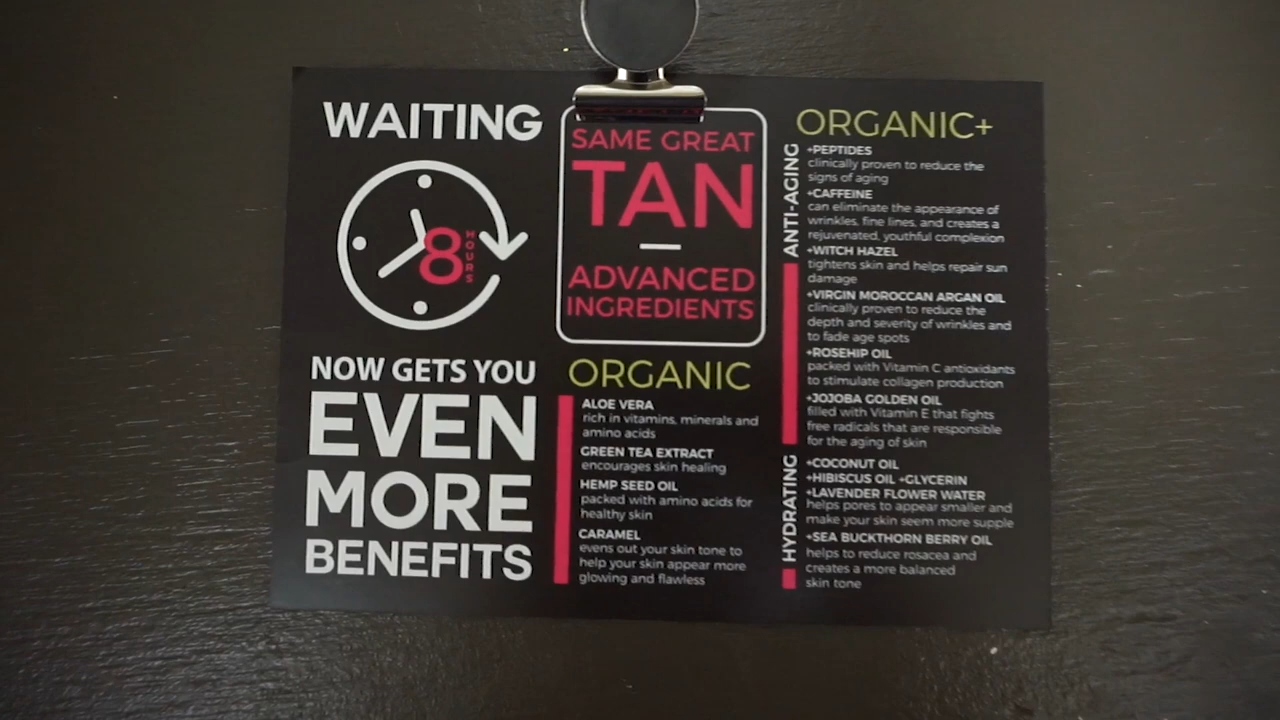 WAITING
8
HOURS
NOW GETS YOU
EVEN
MORE
BENEFITS
SAME GREAT
TAN
ADVANCED
INGREDIENTS
ORGANIC
ALOE VERA
rich in vitamins, minerals and
amino acids
GREEN TEA EXTRACT
encourages skin healing
HEMP SEED OIL
packed with amino acids for
healthy skin
CARAMEL
evens out your skin tone to
help your skin appear more
glowing and flawless
ORGANIC+
ANTI-AGING
+PEPTIDES
clinically proven to reduce the
signs of aging
+CAFFEINE
can eliminate the appearance of
wrinkles, fine lines, and creates a
rejuvenated, youthful complexion
+WITCH HAZEL
tightens skin and helps repair sun
damage
+VIRGIN MOROCCAN ARGAN OIL
clinically proven to reduce the
depth and severity of wrinkles and
to fade age spots
+ROSEHIP OIL
packed with Vitamin C antioxidants
to stimulate collagen production
+JOJOBA GOLDEN OIL
filled with Vitamin E that fights
free radicals that are responsible
for the aging of skin
HYDRATING
+COCONUT OIL
+HIBISCUS OIL +GLYCERIN
+LAVENDER FLOWER WATER
helps pores to appear smaller and
make your skin seem more supple
+SEA BUCKTHORN BERRY OIL
helps to reduce rosacea and
creates a more balanced
skin tone